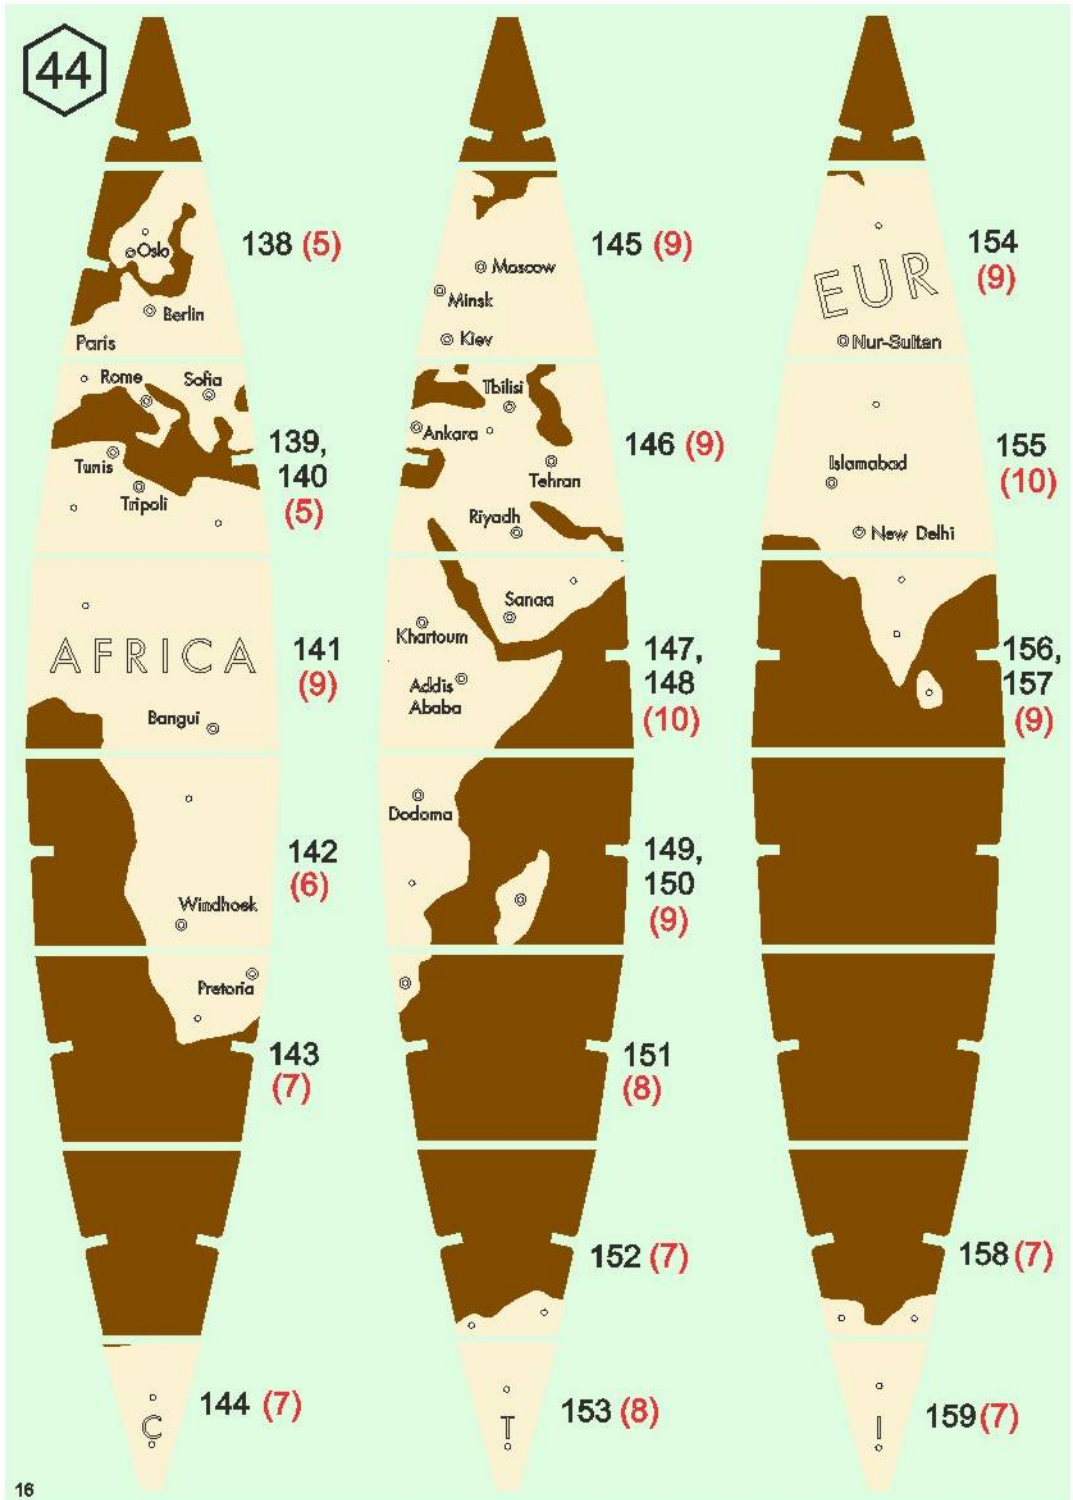 44
138 (5)
Oslo
Berlin
Paris
Rome
Sofia
Tunis
Tripoli
139,
140
(5)
AFRICA
Bangui
141
(9)
142
(6)
Windhoek
Pretoria
143
(7)
144 (7)
Ç
145 (9)
Moscow
Minsk
Kiev
Tbilisi
Ankara
Tehran
Riyadh
146 (9)
Sanaa
Khartoum
Addis
Ababa
147,
148
(10)
Dodoma
149,
150
(9)
151
(8)
152 (7)
153 (8)
T
154
(9)
EUR
Nur-Sultan
155
(10)
Islamabad
New Delhi
156,
157
(9)
158 (7)
159 (7)
I
16